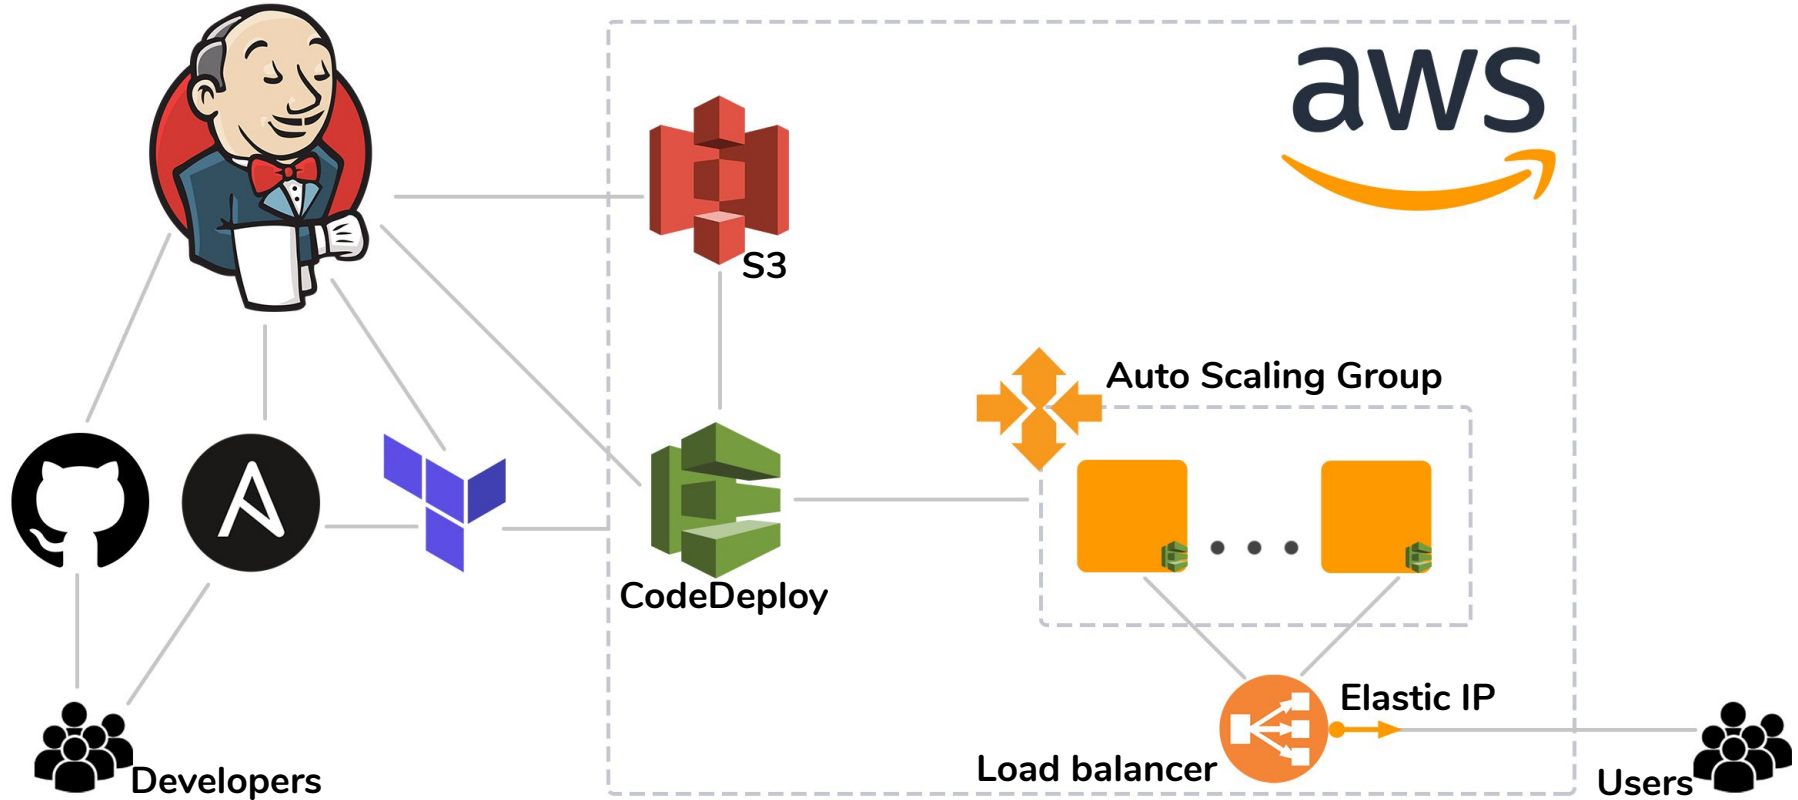 aws
S3
Auto Scaling Group
CodeDeploy
Elastic IP
Load balancer
Developers
Users